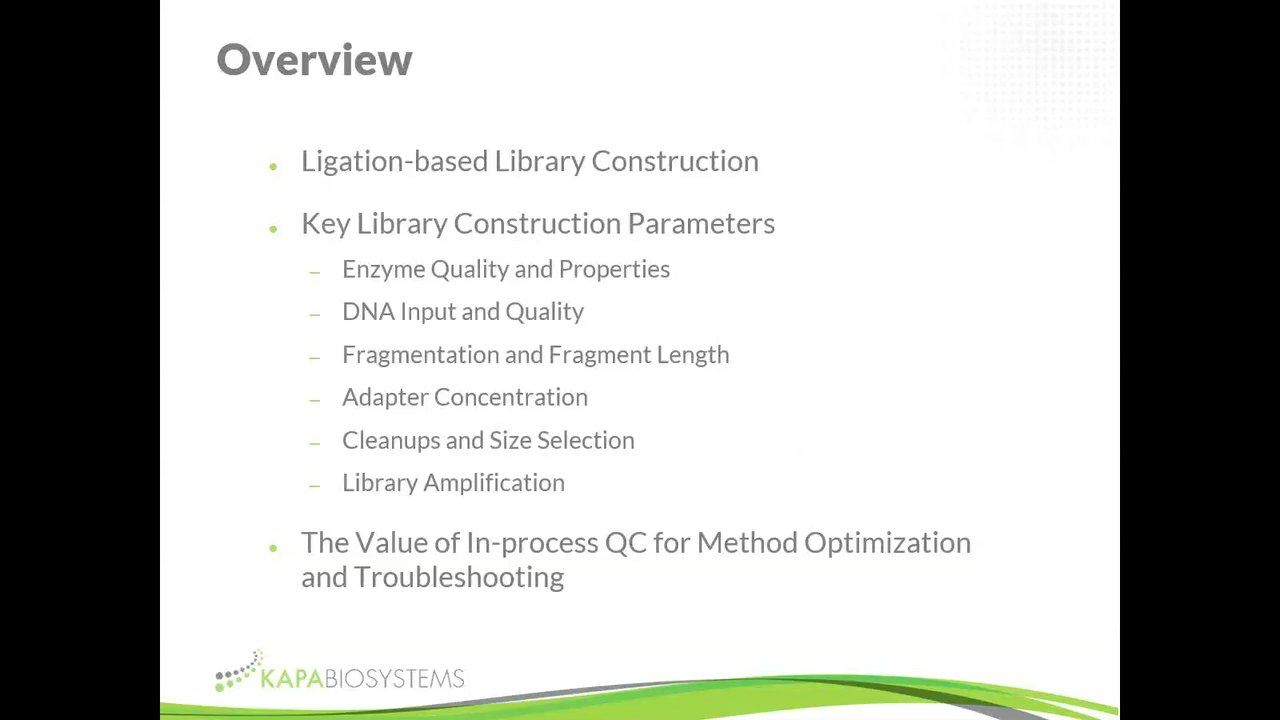 Overview
Ligation-based Library Construction
Key Library Construction Parameters
– Enzyme Quality and Properties
– DNA Input and Quality
– Fragmentation and Fragment Length
– Adapter Concentration
– Cleanups and Size Selection
– Library Amplification
The Value of In-process QC for Method Optimization
and Troubleshooting
KAPABIOSYSTEMS